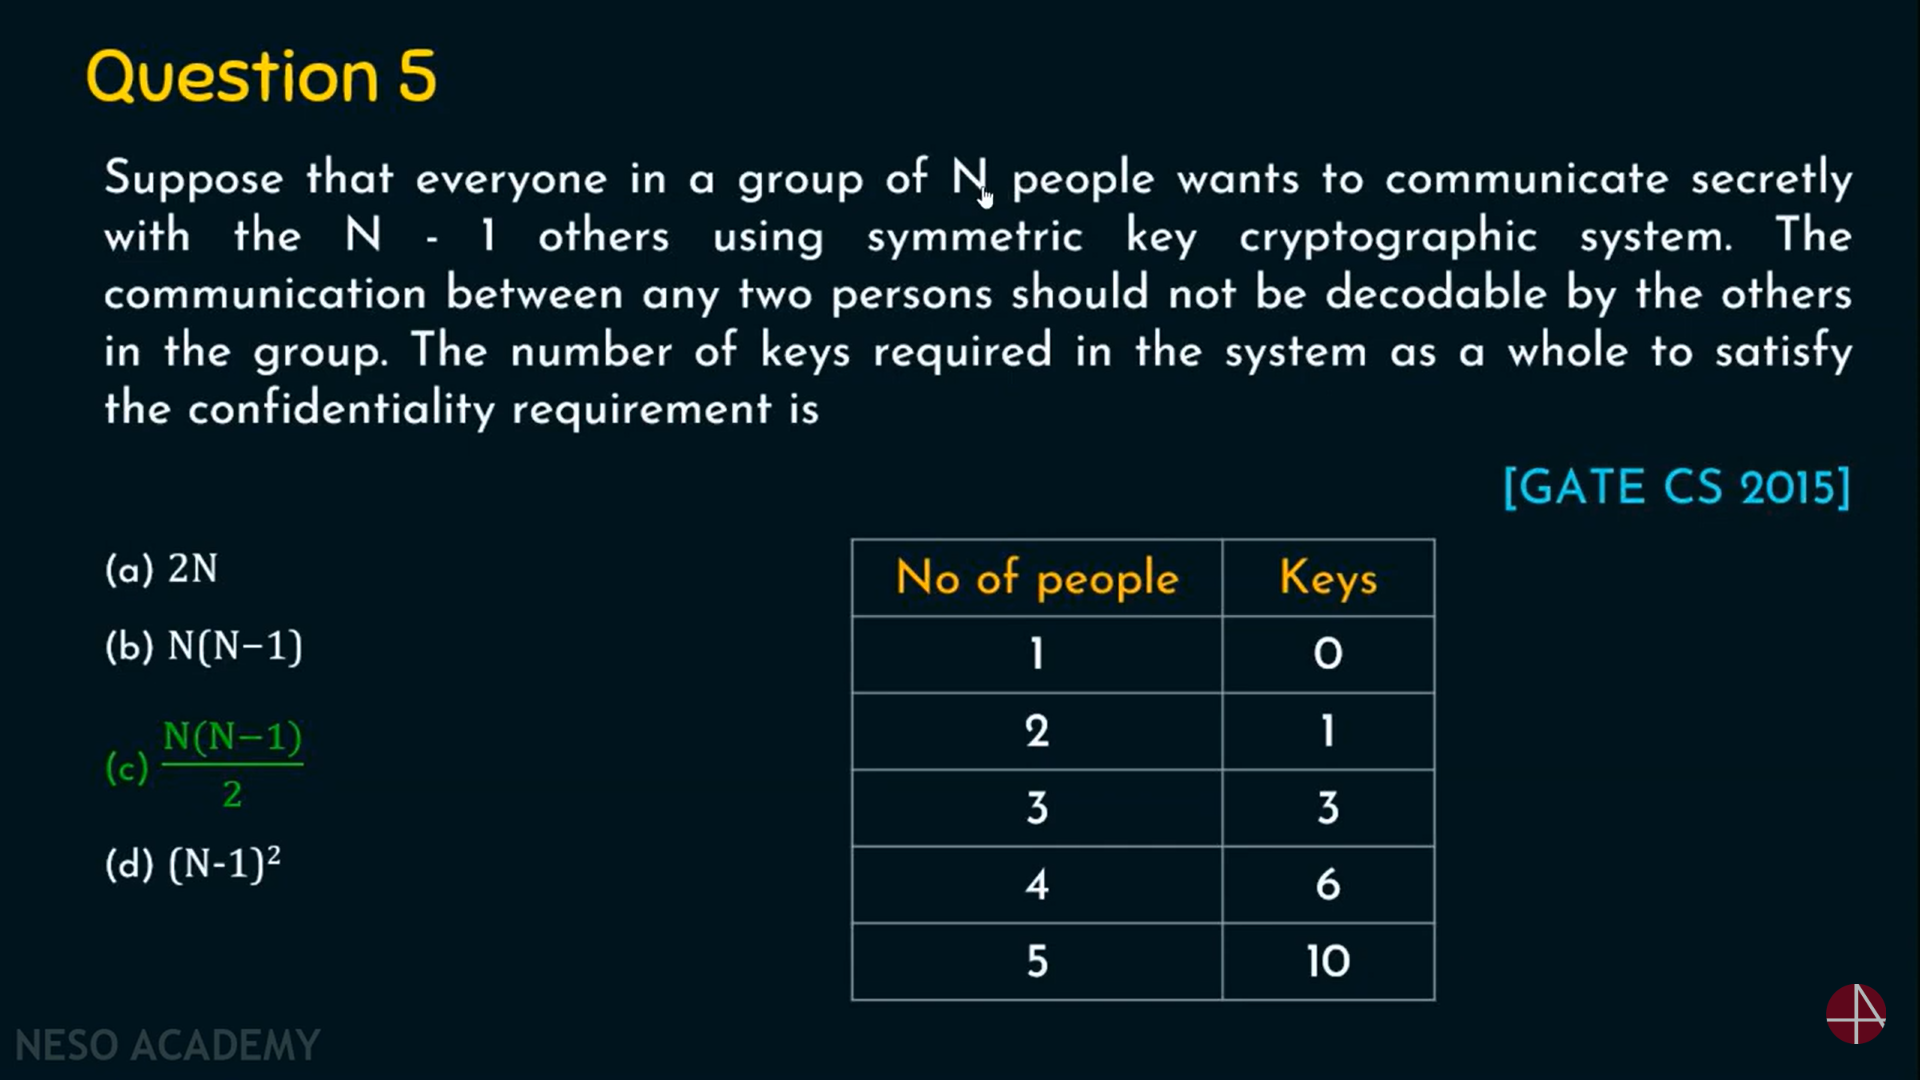 Question 5
Suppose that everyone in a group of N people wants to communicate secretly
with the N - 1 others using symmetric key cryptographic system. The
communication between any two persons should not be decodable by the others
in the group. The number of keys required in the system as a whole to satisfy
the confidentiality requirement is
[GATE CS 2015]
(a) 2N
(b) N(N−1)
(c) N(N−1)
2
(d) (N-1)²
No of people Keys
1 0
2 1
3 3
4 6
5 10
NESO ACADEMY